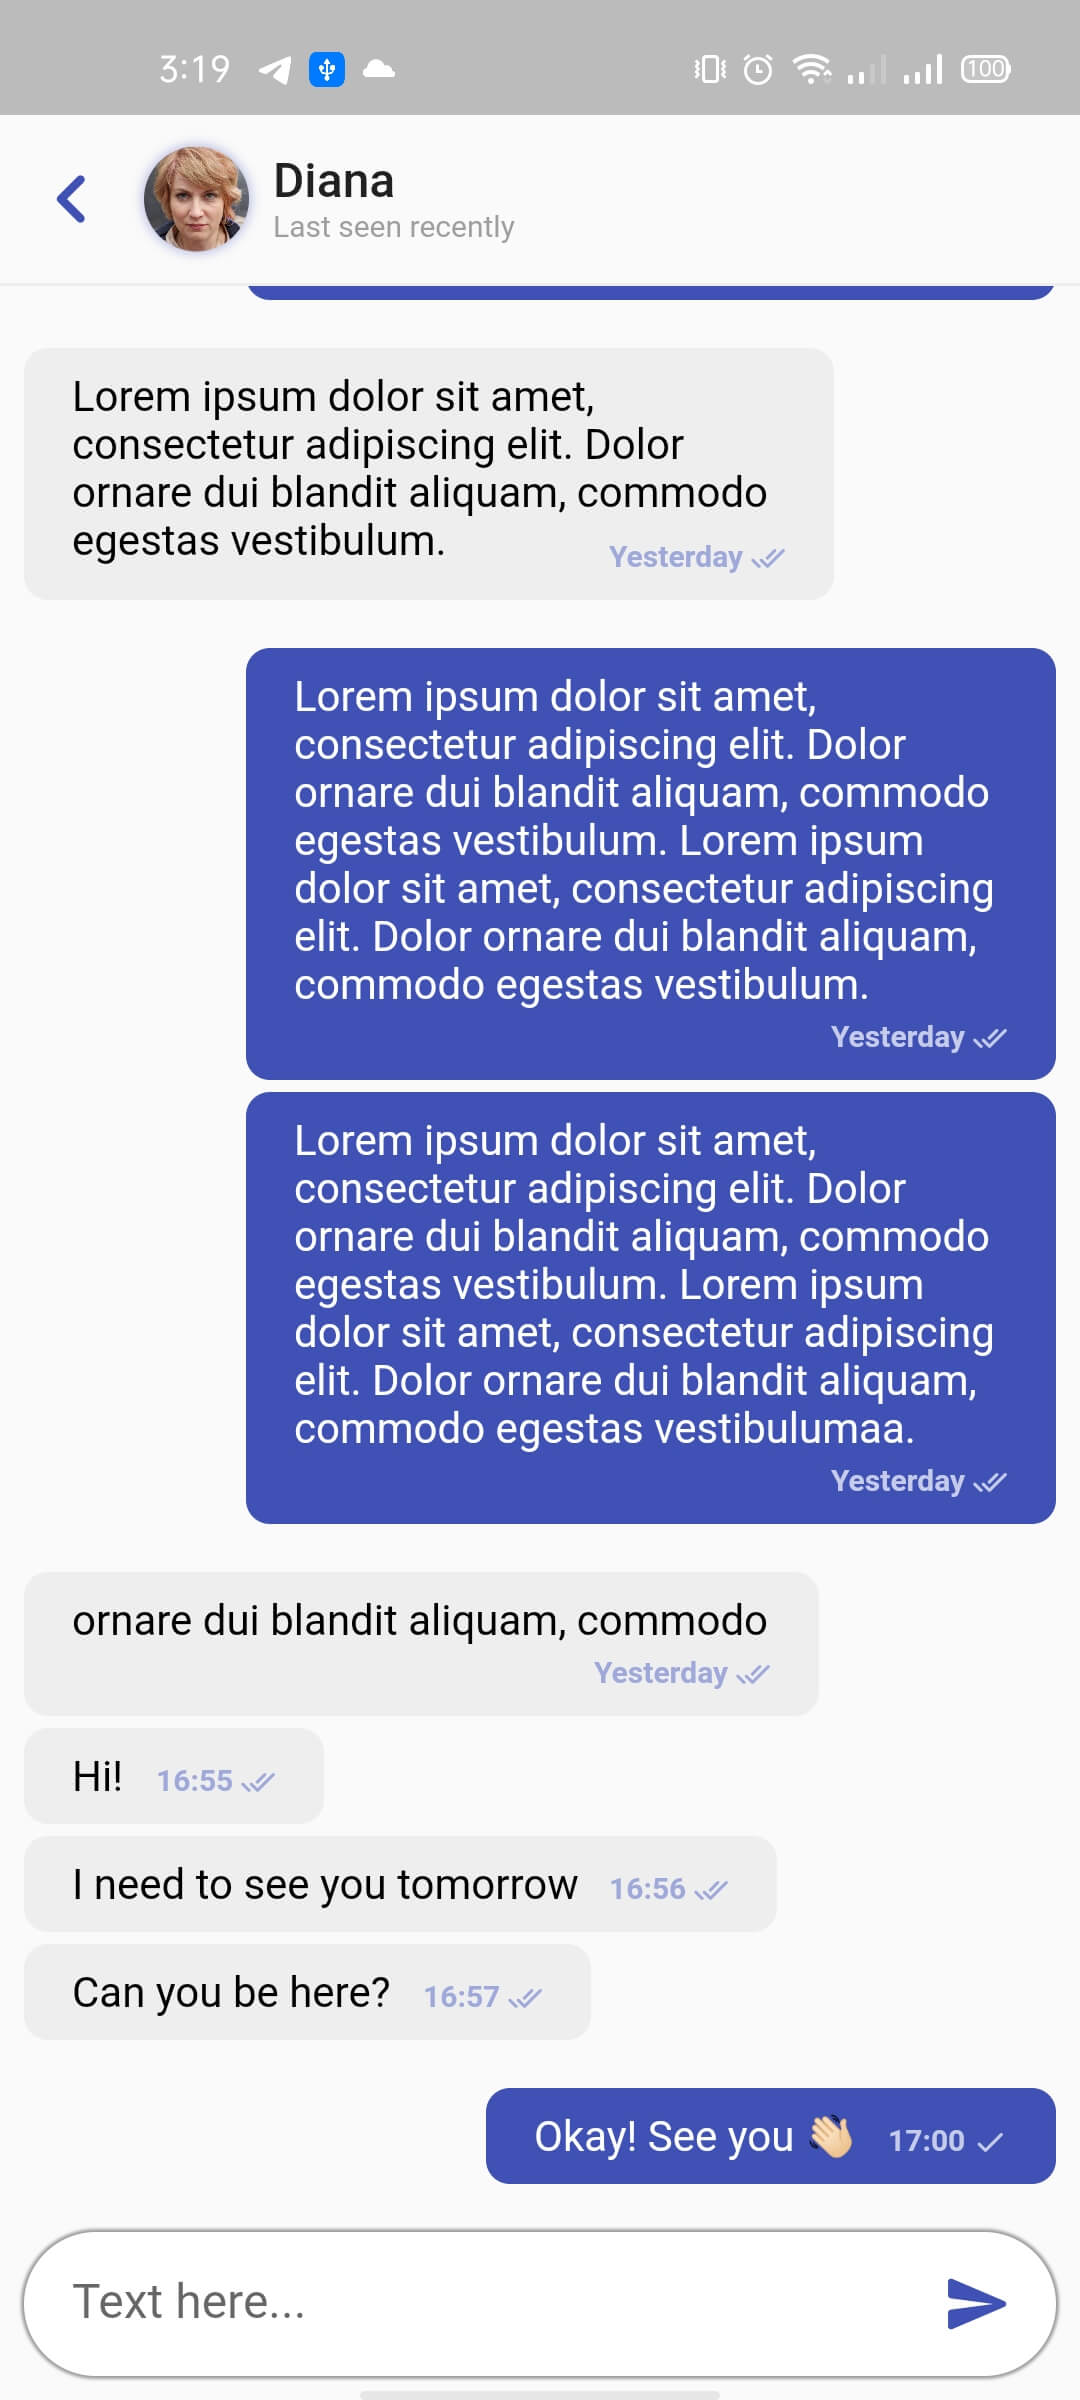 3:19
100
Diana
Last seen recently
Lorem ipsum dolor sit amet,
consectetur adipiscing elit. Dolor
ornare dui blandit aliquam, commodo
egestas vestibulum.
Yesterday
Lorem ipsum dolor sit amet,
consectetur adipiscing elit. Dolor
ornare dui blandit aliquam, commodo
egestas vestibulum. Lorem ipsum
dolor sit amet, consectetur adipiscing
elit. Dolor ornare dui blandit aliquam,
commodo egestas vestibulum.
Yesterday
Lorem ipsum dolor sit amet,
consectetur adipiscing elit. Dolor
ornare dui blandit aliquam, commodo
egestas vestibulum. Lorem ipsum
dolor sit amet, consectetur adipiscing
elit. Dolor ornare dui blandit aliquam,
commodo egestas vestibulumaa.
Yesterday
ornare dui blandit aliquam, commodo
Yesterday
Hi! 16:55
I need to see you tomorrow 16:56
Can you be here? 16:57
Okay! See you 👋🏻 17:00
Text here...